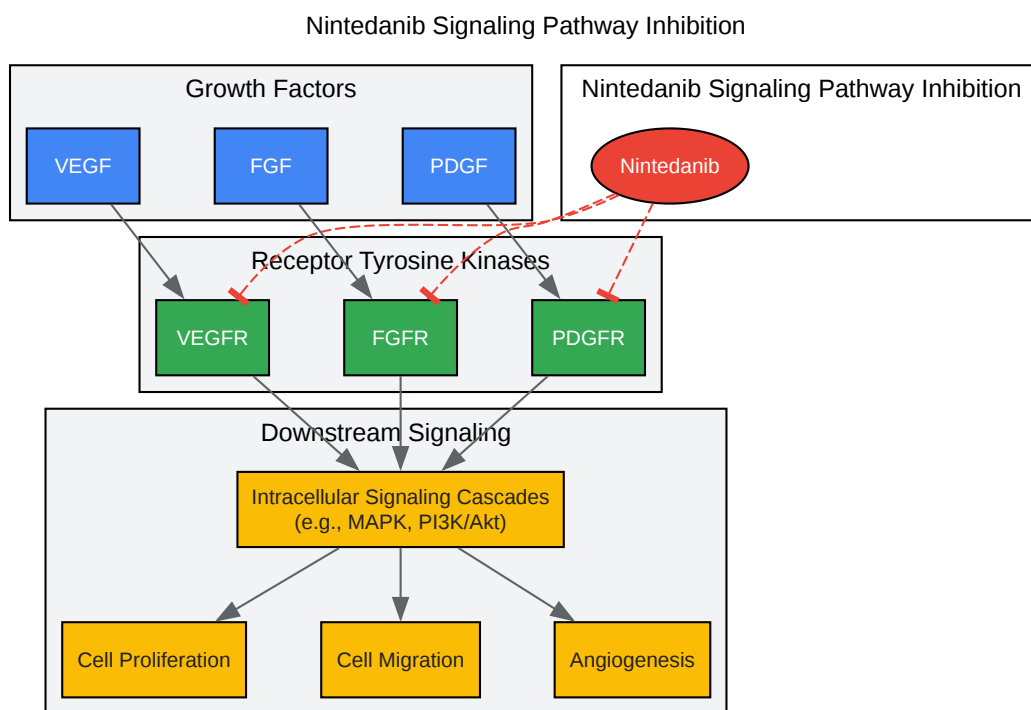 Nintedanib Signaling Pathway Inhibition
Growth Factors
Nintedanib Signaling Pathway Inhibition
VEGF
FGF
PDGF
Nintedanib
Receptor Tyrosine Kinases
VEGFR
FGFR
PDGFR
Downstream Signaling
Intracellular Signaling Cascades
(e.g., MAPK, PI3K/Akt)
Cell Proliferation
Cell Migration
Angiogenesis